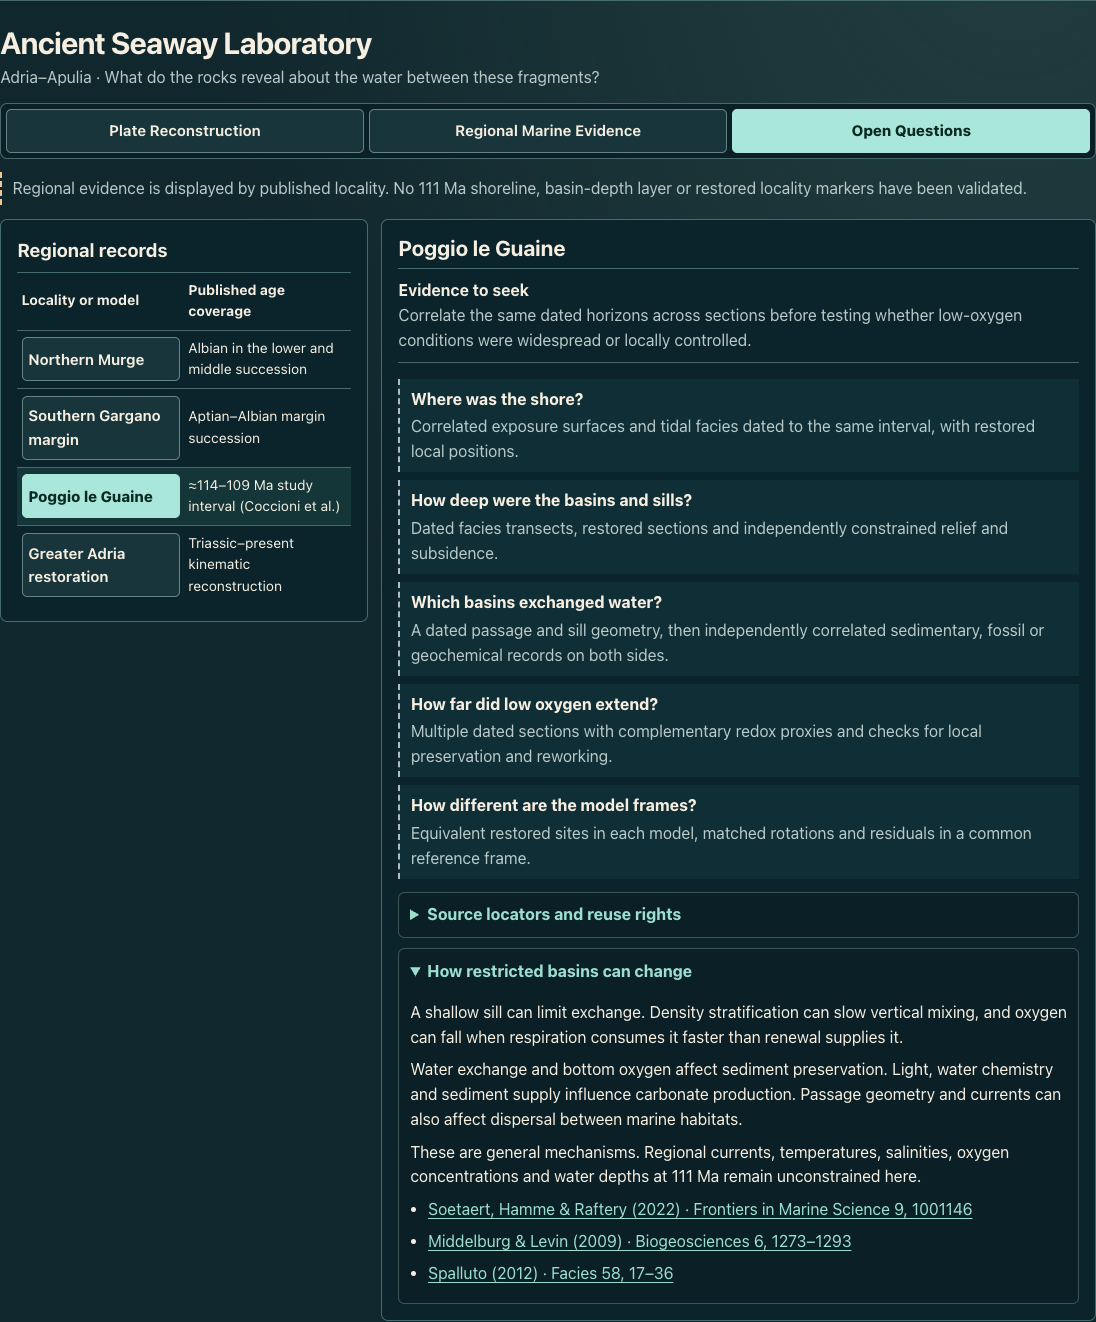 Ancient Seaway Laboratory
Adria–Apulia · What do the rocks reveal about the water between these fragments?
Plate Reconstruction
Regional Marine Evidence
Open Questions
Regional evidence is displayed by published locality. No 111 Ma shoreline, basin-depth layer or restored locality markers have been validated.
Regional records
Locality or model
Published age
coverage
Northern Murge
Albian in the lower and
middle succession
Southern Gargano
margin
Aptian–Albian margin
succession
Poggio le Guaine
≈114–109 Ma study
interval (Coccioni et al.)
Greater Adria
restoration
Triassic–present
kinematic
reconstruction
Poggio le Guaine
Evidence to seek
Correlate the same dated horizons across sections before testing whether low-oxygen
conditions were widespread or locally controlled.
Where was the shore?
Correlated exposure surfaces and tidal facies dated to the same interval, with restored
local positions.
How deep were the basins and sills?
Dated facies transects, restored sections and independently constrained relief and
subsidence.
Which basins exchanged water?
A dated passage and sill geometry, then independently correlated sedimentary, fossil or
geochemical records on both sides.
How far did low oxygen extend?
Multiple dated sections with complementary redox proxies and checks for local
preservation and reworking.
How different are the model frames?
Equivalent restored sites in each model, matched rotations and residuals in a common
reference frame.
▶ Source locators and reuse rights
▼ How restricted basins can change
A shallow sill can limit exchange. Density stratification can slow vertical mixing, and oxygen
can fall when respiration consumes it faster than renewal supplies it.
Water exchange and bottom oxygen affect sediment preservation. Light, water chemistry
and sediment supply influence carbonate production. Passage geometry and currents can
also affect dispersal between marine habitats.
These are general mechanisms. Regional currents, temperatures, salinities, oxygen
concentrations and water depths at 111 Ma remain unconstrained here.
• Soetaert, Hamme & Raftery (2022) · Frontiers in Marine Science 9, 1001146
• Middelburg & Levin (2009) · Biogeosciences 6, 1273–1293
• Spalluto (2012) · Facies 58, 17–36